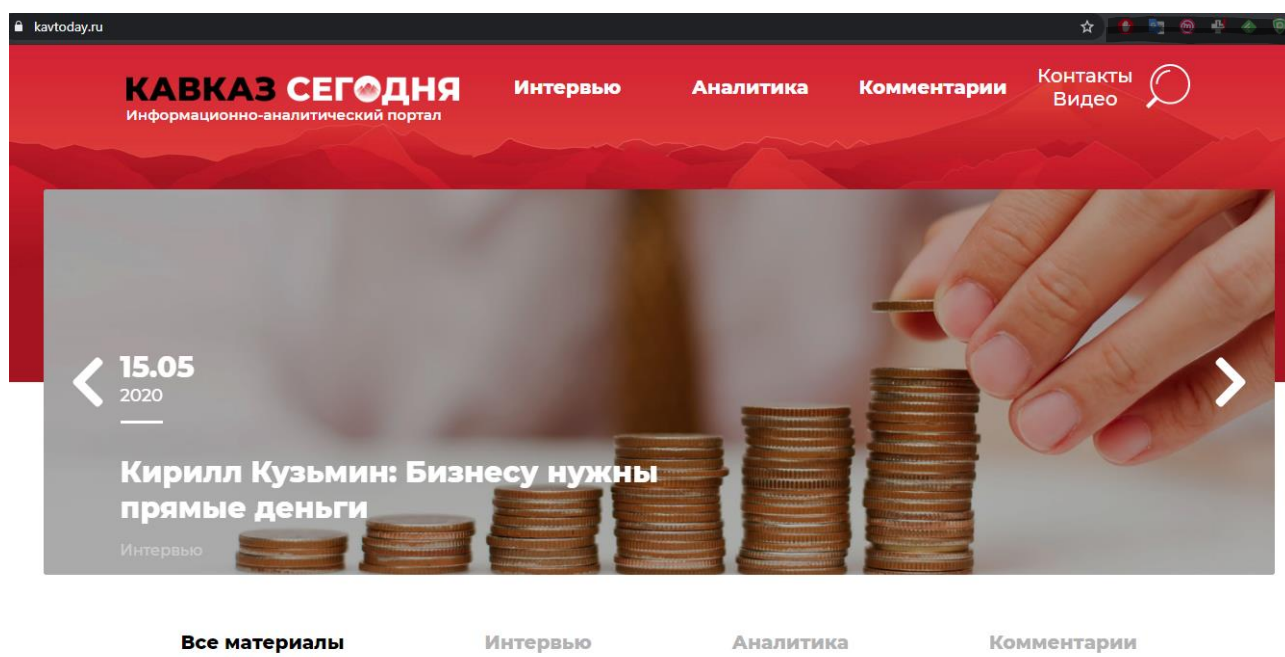 kavtoday.ru
КАВКАЗ СЕГОДНЯ
Информационно-аналитический портал
Интервью
Аналитика
Комментарии
Контакты
Видео
15.05
2020
Кирилл Кузьмин: Бизнесу нужны
прямые деньги
Интервью
Все материалы
Интервью
Аналитика
Комментарии